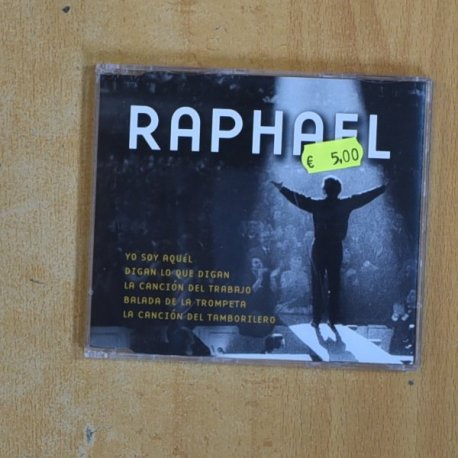 RAPHAEL
€ 5,00
YO SOY AQUÉL
DIGAN LO QUE DIGAN
LA CANCIÓN DEL TRABAJO
BALADA DE LA TROMPETA
LA CANCIÓN DEL TAMBORILERO